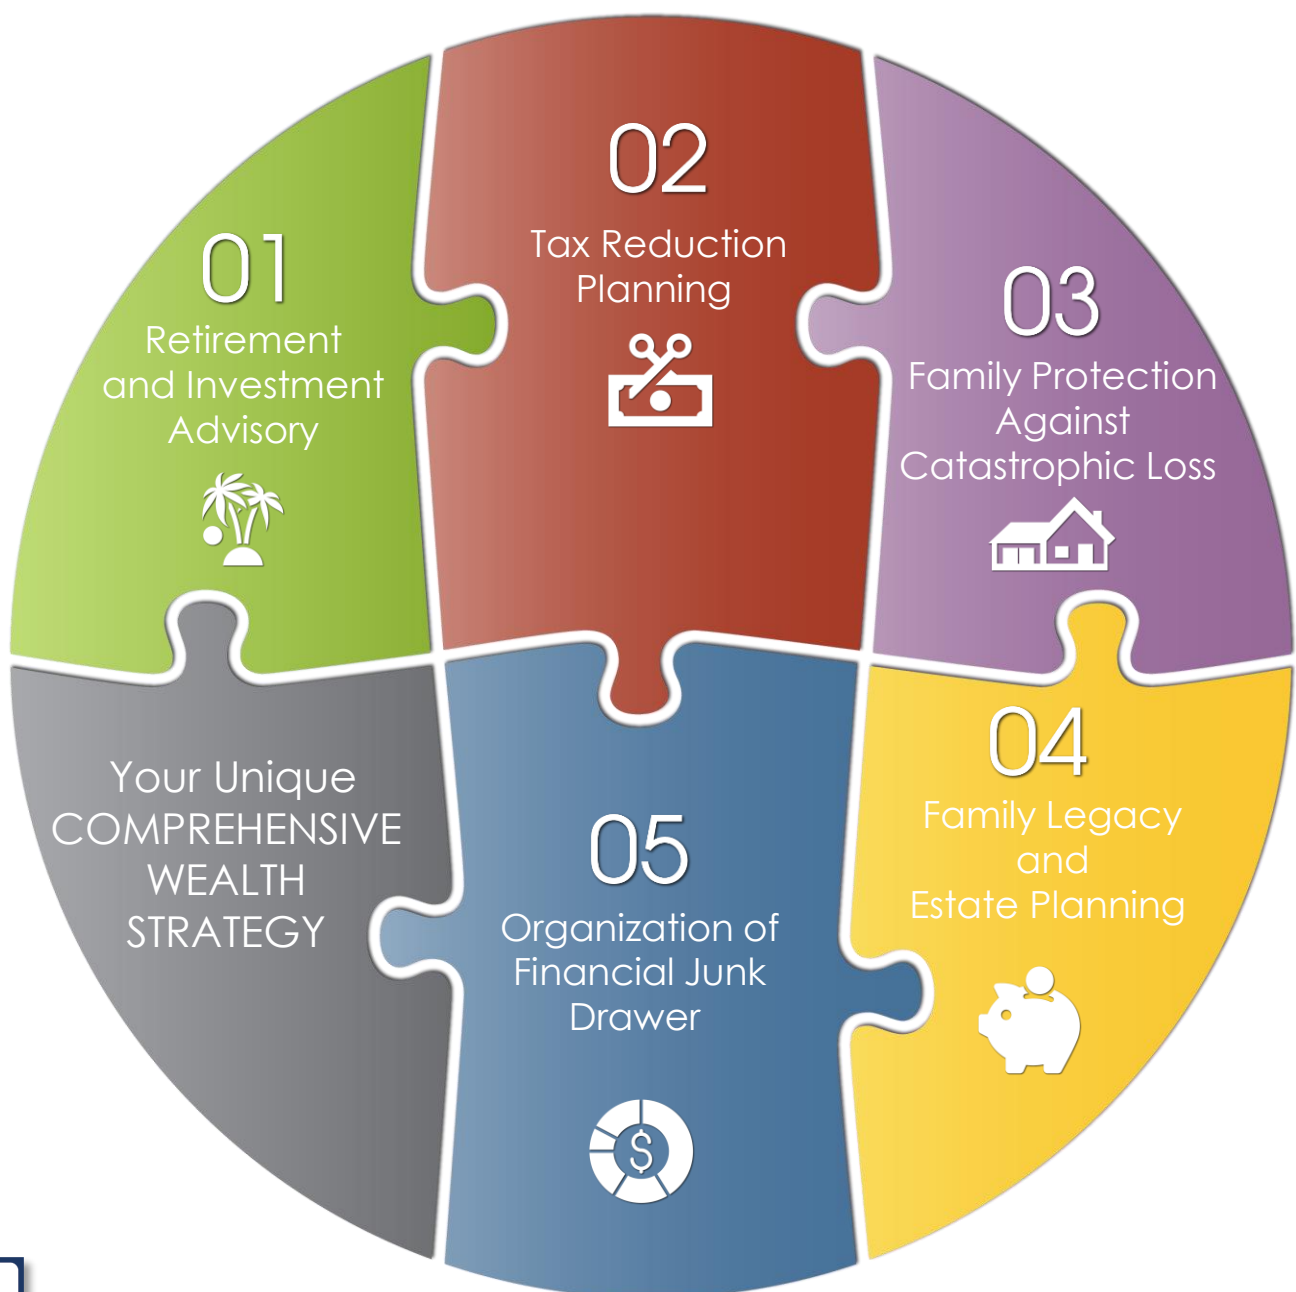 01
Retirement
and Investment
Advisory
02
Tax Reduction
Planning
03
Family Protection
Against
Catastrophic Loss
04
Family Legacy
and
Estate Planning
05
Organization of
Financial Junk
Drawer
$
Your Unique
COMPREHENSIVE
WEALTH
STRATEGY